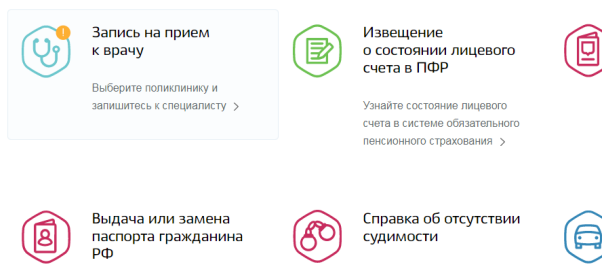 Запись на прием
к врачу
Выберите поликлинику и
запишитесь к специалисту >
Извещение
о состоянии лицевого
счета в ПФР
Узнайте состояние лицевого
счета в системе обязательного
пенсионного страхования >
Выдача или замена
паспорта гражданина
РФ
Справка об отсутствии
судимости